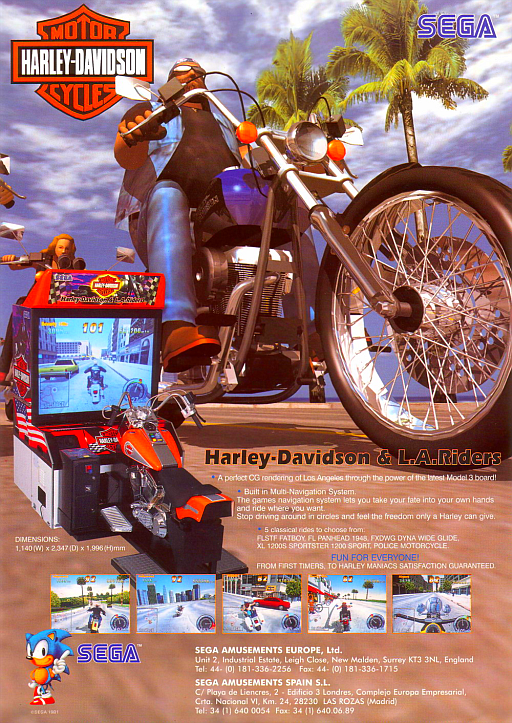 MOTOR
HARLEY-DAVIDSON
CYCLES
SEGA
SEGA
Harley-Davidson & L.A.Riders
Harley-Davidson & L.A.Riders
• A perfect CG rendering of Los Angeles through the power of the latest Model 3 board!
• Built in Multi-Navigation System.
The games navigation system lets you take your fate into your own hands
and ride where you want.
Stop driving around in circles and feel the freedom only a Harley can give.
• 5 classical rides to choose from:
FLSTF FATBOY, FL PANHEAD 1948, FXDWG DYNA WIDE GLIDE,
XL 1200S SPORTSTER 1200 SPORT, POLICE MOTORCYCLE.
FUN FOR EVERYONE!
FROM FIRST TIMERS, TO HARLEY MANIACS SATISFACTION GUARANTEED.
DIMENSIONS:
1,140 (W) x 2,347 (D) x 1,996 (H)mm
SEGA™
©SEGA 1991
SEGA AMUSEMENTS EUROPE, Ltd.
Unit 2, Industrial Estate, Leigh Close, New Malden, Surrey KT3 3NL, England
Tel: 44- (0) 181-336-2256 Fax: 44- (0) 181-336-1715
SEGA AMUSEMENTS SPAIN S.L.
C/ Playa de Liencres, 2 - Edificio 3 Londres, Complejo Europa Empresarial,
Crta. Nacional VI, Km. 24, 28230 LAS ROZAS (Madrid)
Tel: 34 (1) 640 0054 Fax: 34 (1) 640.06.89